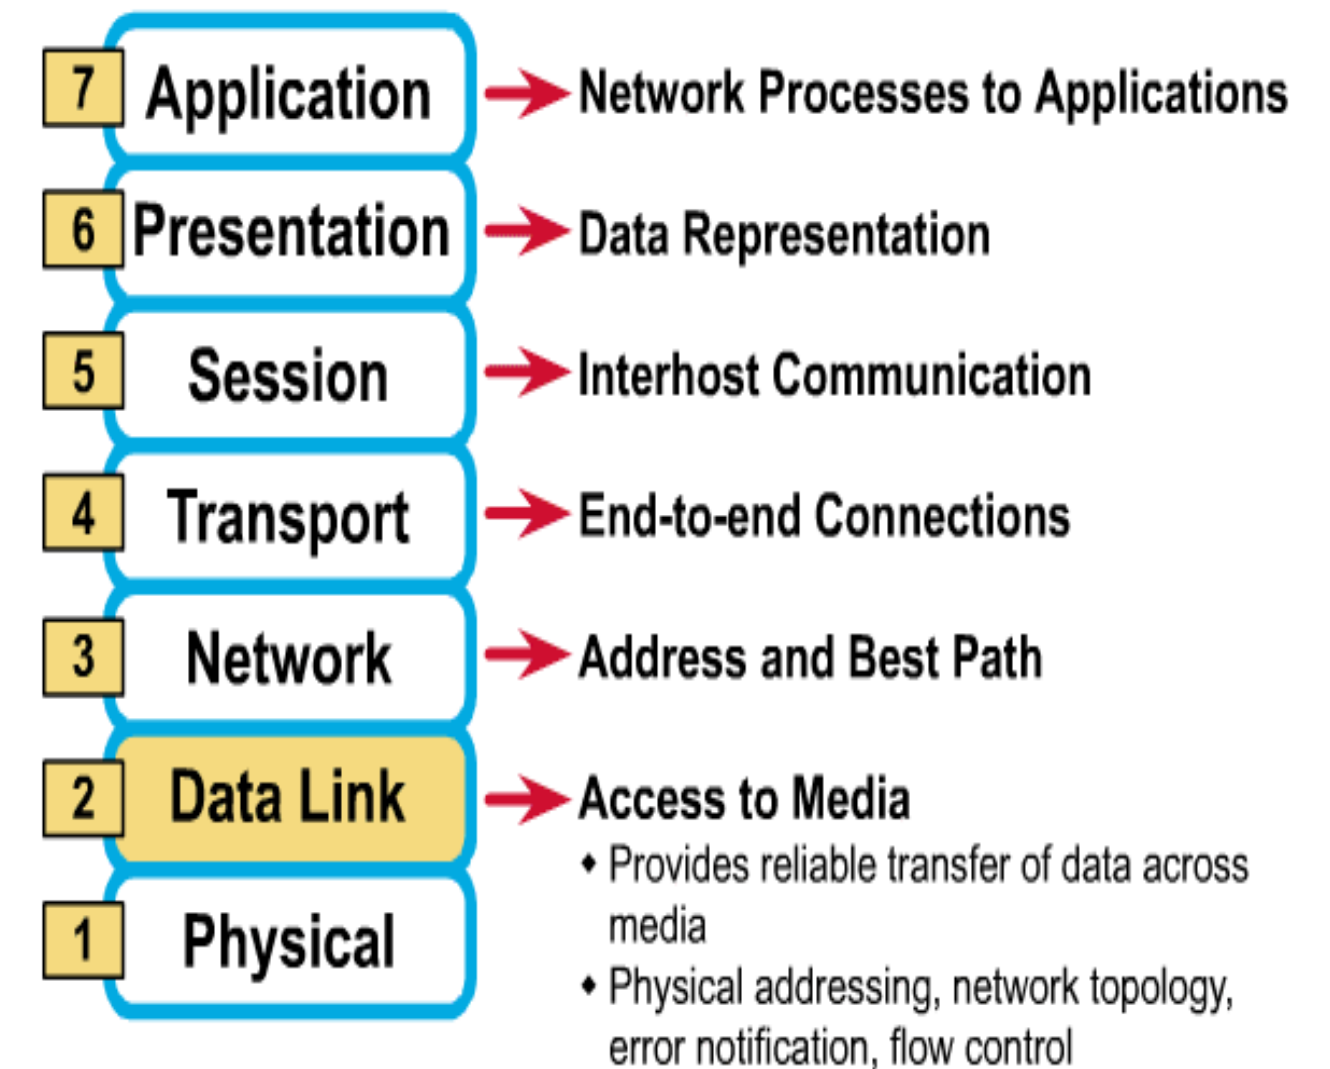 7 Application Network Processes to Applications
6 Presentation Data Representation
5 Session Interhost Communication
4 Transport End-to-end Connections
3 Network Address and Best Path
2 Data Link Access to Media
◆ Provides reliable transfer of data across
media
1 Physical
◆ Physical addressing, network topology,
error notification, flow control